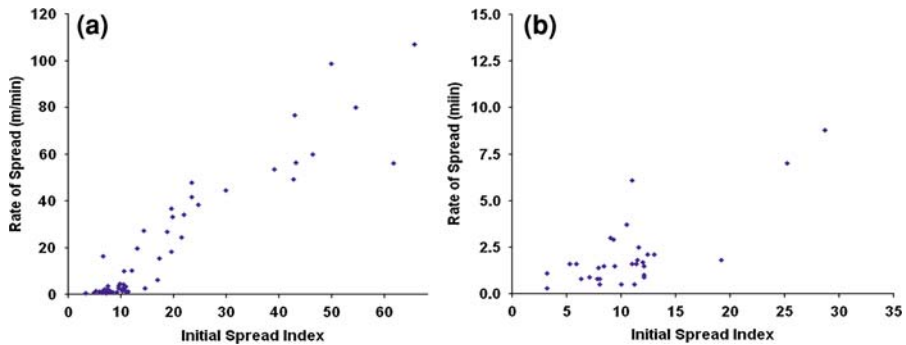 (a)
Rate of Spread (m/min)
120
100
80
60
40
20
0
0 10 20 30 40 50 60
Initial Spread Index
(b)
Rate of Spread (miin)
15.0
12.5
10.0
7.5
5.0
2.5
0.0
0 5 10 15 20 25 30 35
Initial Spread Index